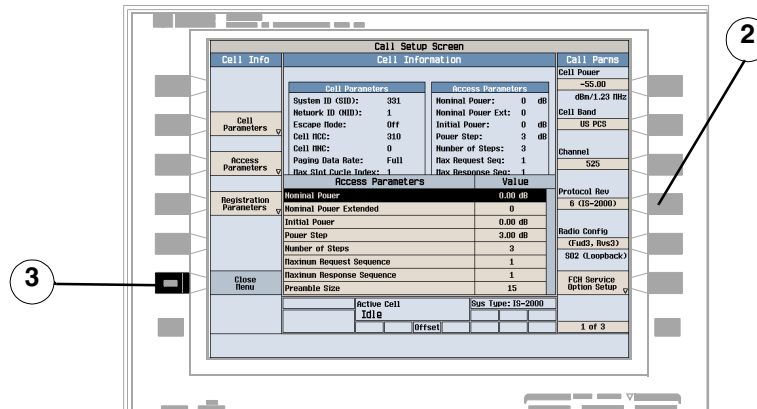 2
3
Call Setup Screen
Cell Info
Cell Information
Call Parms
Cell Parameters
Access Parameters
Registration Parameters
Close Menu
Cell Parameters
System ID (SID): 331
Network ID (NID): 1
Escape Mode: Off
Cell MCC: 310
Cell MNC: 0
Paging Data Rate: Full
Max Slot Cycle Index: 1
Access Parameters
Nominal Power: 0 dB
Nominal Power Ext: 0
Initial Power: 0 dB
Power Step: 3 dB
Number of Steps: 3
Max Request Seq: 1
Max Response Seq: 1
Access Parameters Value
Nominal Power 0.00 dB
Nominal Power Extended 0
Initial Power 0.00 dB
Power Step 3.00 dB
Number of Steps 3
Maximum Request Sequence 1
Maximum Response Sequence 1
Preamble Size 15
Active Cell
Idle
Sys Type: IS-2000
Offset
Cell Power
-55.00
dBm/1.23 MHz
Cell Band
US PCS
Channel
525
Protocol Rev
6 (IS-2000)
Radio Config
(Fwd3, Rvs3)
SO2 (Loopback)
FCH Service
Option Setup
1 of 3